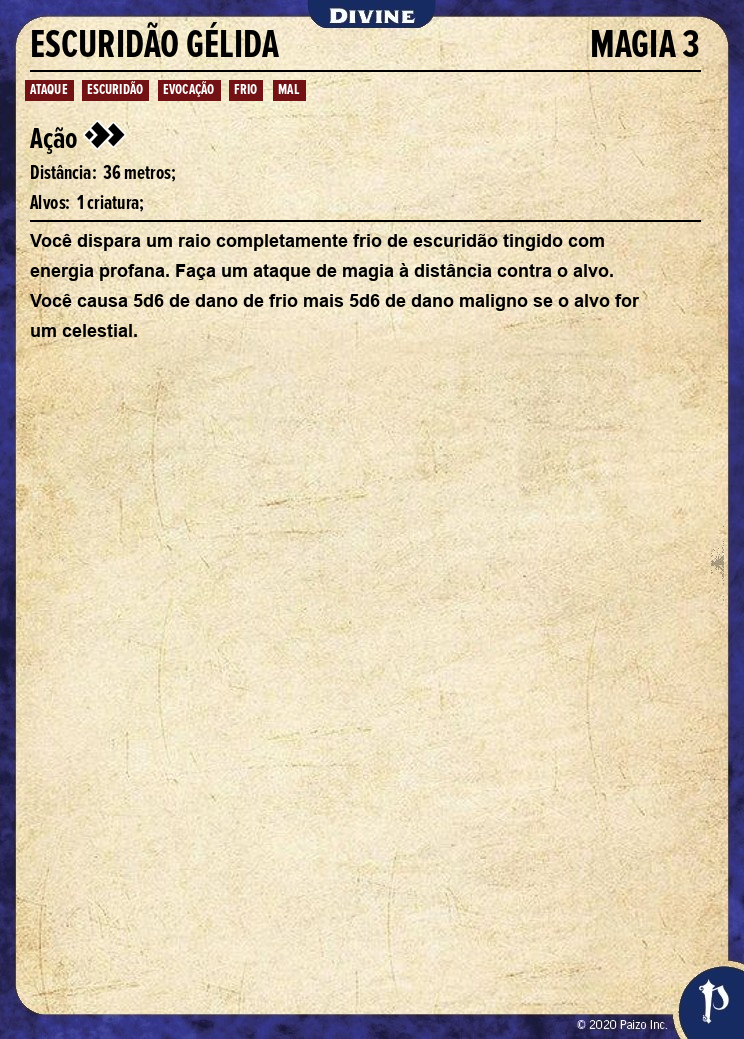 DIVINE
ESCURIDÃO GÉLIDA MAGIA 3
ATAQUE ESCURIDÃO EVOCAÇÃO FRIO MAL
Ação
Distância: 36 metros;
Alvos: 1 criatura;
Você dispara um raio completamente frio de escuridão tingido com
energia profana. Faça um ataque de magia à distância contra o alvo.
Você causa 5d6 de dano de frio mais 5d6 de dano maligno se o alvo for
um celestial.
© 2020 Paizo Inc.
P